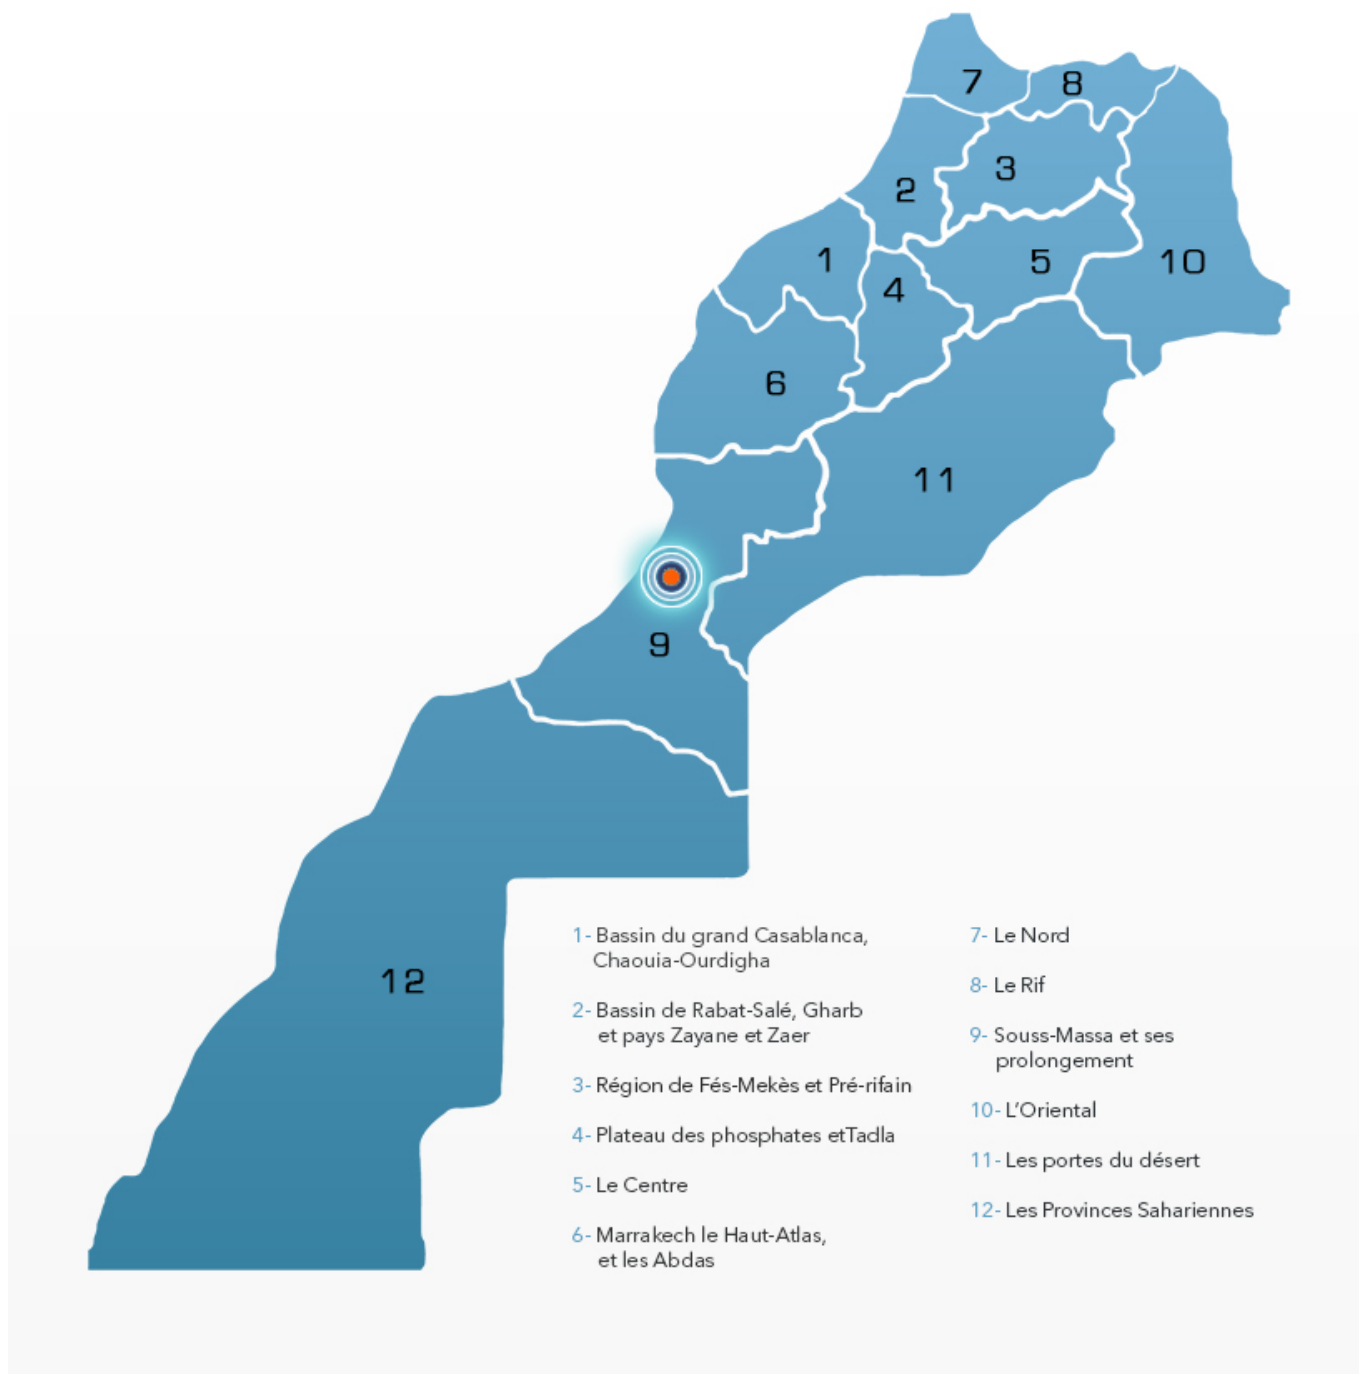 7
8
3
2
1
5
10
4
6
11
9
12
1- Bassin du grand Casablanca,
Chaouia-Ourdigha
2- Bassin de Rabat-Salé, Gharb
et pays Zayane et Zaer
3- Région de Fés-Mekès et Pré-rifain
4- Plateau des phosphates etTadla
5- Le Centre
6- Marrakech le Haut-Atlas,
et les Abdas
7- Le Nord
8- Le Rif
9- Souss-Massa et ses
prolongement
10- L'Oriental
11- Les portes du désert
12- Les Provinces Sahariennes